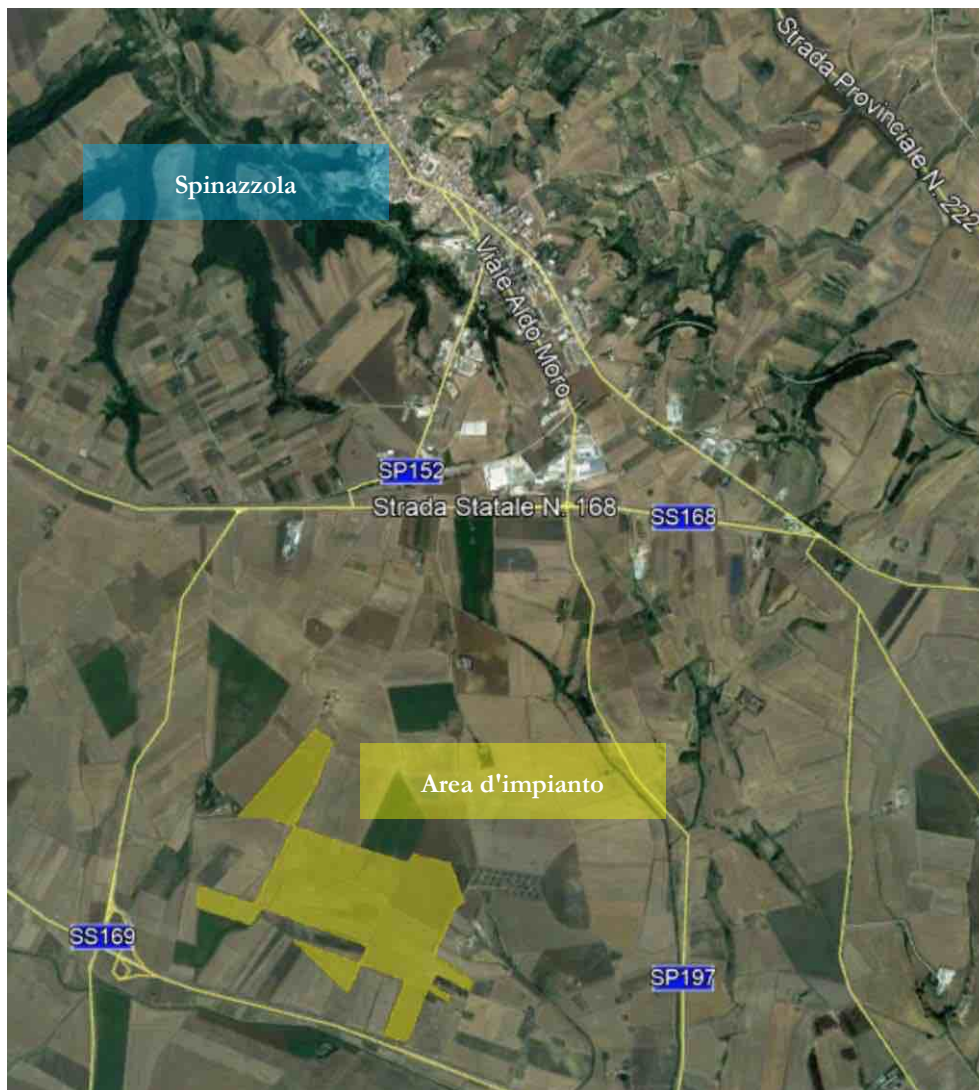 Strada Provinciale N. 222
Spinazzola
Viale Aldo Moro
SP152
Strada Statale N. 168
SS168
Area d'impianto
SS169
SP197